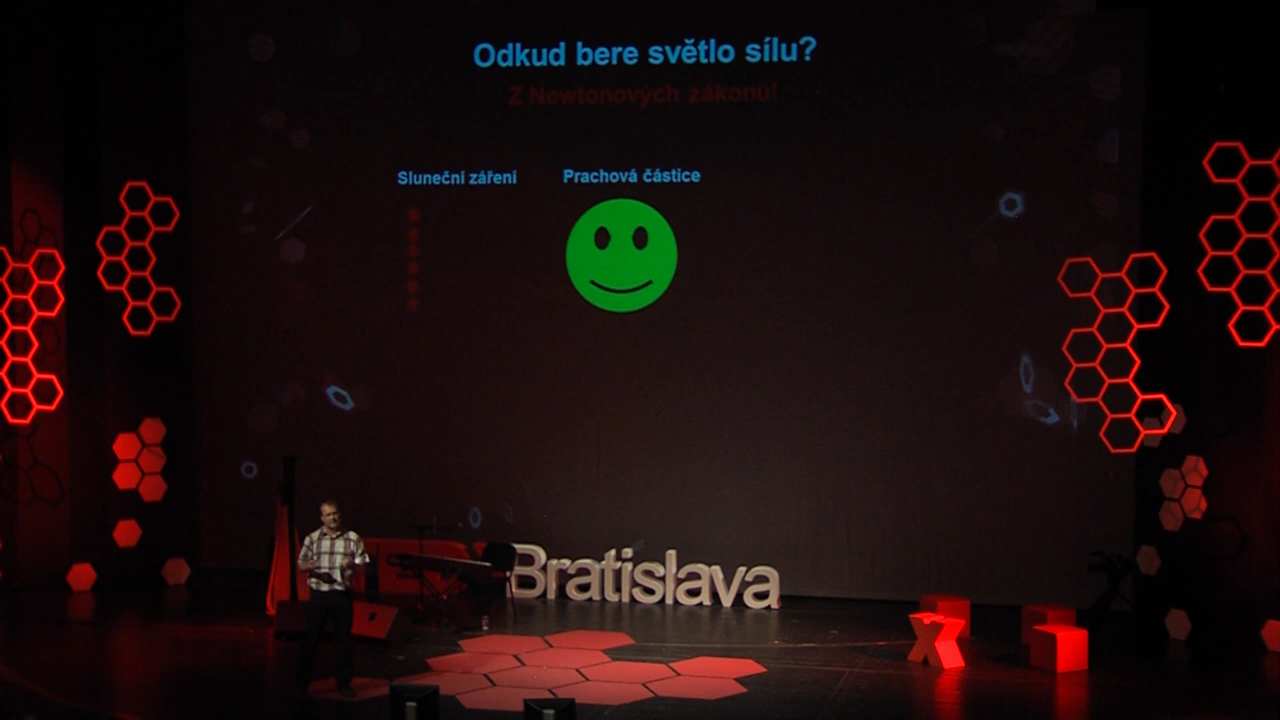 Odkud bere světlo sílu?
Z Newtonových zákonů!
Sluneční záření
Prachová částice
Bratislava
X